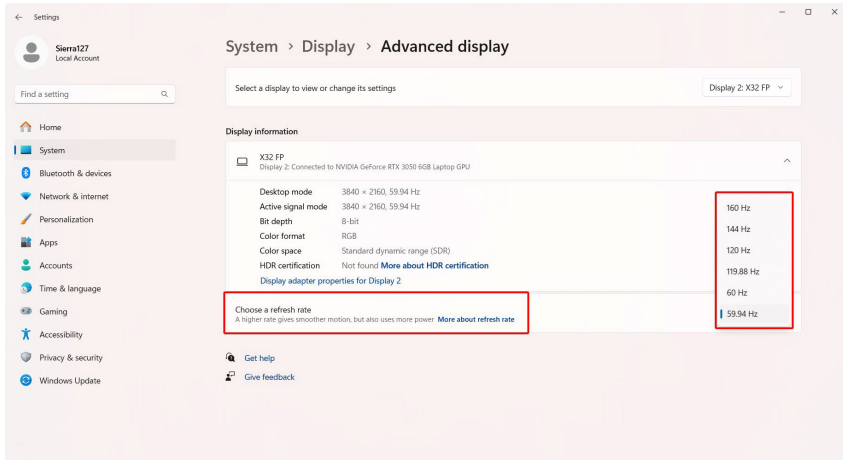 Settings
Sierra127
Local Account
Find a setting
Home
System
Bluetooth & devices
Network & internet
Personalization
Apps
Accounts
Time & language
Gaming
Accessibility
Privacy & security
Windows Update
System > Display > Advanced display
Select a display to view or change its settings
Display 2: X32 FP
Display information
X32 FP
Display 2: Connected to NVIDIA GeForce RTX 3050 6GB Laptop GPU
Desktop mode 3840 × 2160, 59.94 Hz
Active signal mode 3840 × 2160, 59.94 Hz
Bit depth 8-bit
Color format RGB
Color space Standard dynamic range (SDR)
HDR certification Not found More about HDR certification
Display adapter properties for Display 2
Choose a refresh rate
A higher rate gives smoother motion, but also uses more power More about refresh rate
160 Hz
144 Hz
120 Hz
119.88 Hz
60 Hz
59.94 Hz
Get help
Give feedback